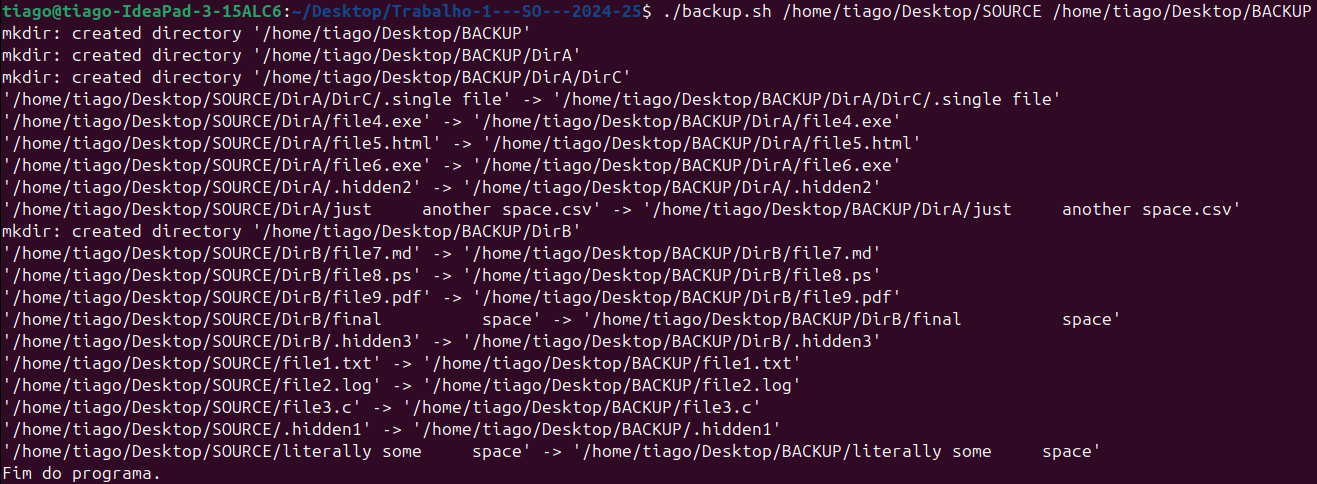 tiago@tiago-IdeaPad-3-15ALC6:~/Desktop/Trabalho-1---SO---2024-25$ ./backup.sh /home/tiago/Desktop/SOURCE /home/tiago/Desktop/BACKUP
mkdir: created directory '/home/tiago/Desktop/BACKUP'
mkdir: created directory '/home/tiago/Desktop/BACKUP/DirA'
mkdir: created directory '/home/tiago/Desktop/BACKUP/DirA/DirC'
'/home/tiago/Desktop/SOURCE/DirA/DirC/.single file' -> '/home/tiago/Desktop/BACKUP/DirA/DirC/.single file'
'/home/tiago/Desktop/SOURCE/DirA/file4.exe' -> '/home/tiago/Desktop/BACKUP/DirA/file4.exe'
'/home/tiago/Desktop/SOURCE/DirA/file5.html' -> '/home/tiago/Desktop/BACKUP/DirA/file5.html'
'/home/tiago/Desktop/SOURCE/DirA/file6.exe' -> '/home/tiago/Desktop/BACKUP/DirA/file6.exe'
'/home/tiago/Desktop/SOURCE/DirA/.hidden2' -> '/home/tiago/Desktop/BACKUP/DirA/.hidden2'
'/home/tiago/Desktop/SOURCE/DirA/just     another space.csv' -> '/home/tiago/Desktop/BACKUP/DirA/just     another space.csv'
mkdir: created directory '/home/tiago/Desktop/BACKUP/DirB'
'/home/tiago/Desktop/SOURCE/DirB/file7.md' -> '/home/tiago/Desktop/BACKUP/DirB/file7.md'
'/home/tiago/Desktop/SOURCE/DirB/file8.ps' -> '/home/tiago/Desktop/BACKUP/DirB/file8.ps'
'/home/tiago/Desktop/SOURCE/DirB/file9.pdf' -> '/home/tiago/Desktop/BACKUP/DirB/file9.pdf'
'/home/tiago/Desktop/SOURCE/DirB/final          space' -> '/home/tiago/Desktop/BACKUP/DirB/final          space'
'/home/tiago/Desktop/SOURCE/DirB/.hidden3' -> '/home/tiago/Desktop/BACKUP/DirB/.hidden3'
'/home/tiago/Desktop/SOURCE/file1.txt' -> '/home/tiago/Desktop/BACKUP/file1.txt'
'/home/tiago/Desktop/SOURCE/file2.log' -> '/home/tiago/Desktop/BACKUP/file2.log'
'/home/tiago/Desktop/SOURCE/file3.c' -> '/home/tiago/Desktop/BACKUP/file3.c'
'/home/tiago/Desktop/SOURCE/.hidden1' -> '/home/tiago/Desktop/BACKUP/.hidden1'
'/home/tiago/Desktop/SOURCE/literally some     space' -> '/home/tiago/Desktop/BACKUP/literally some     space'
Fim do programa.